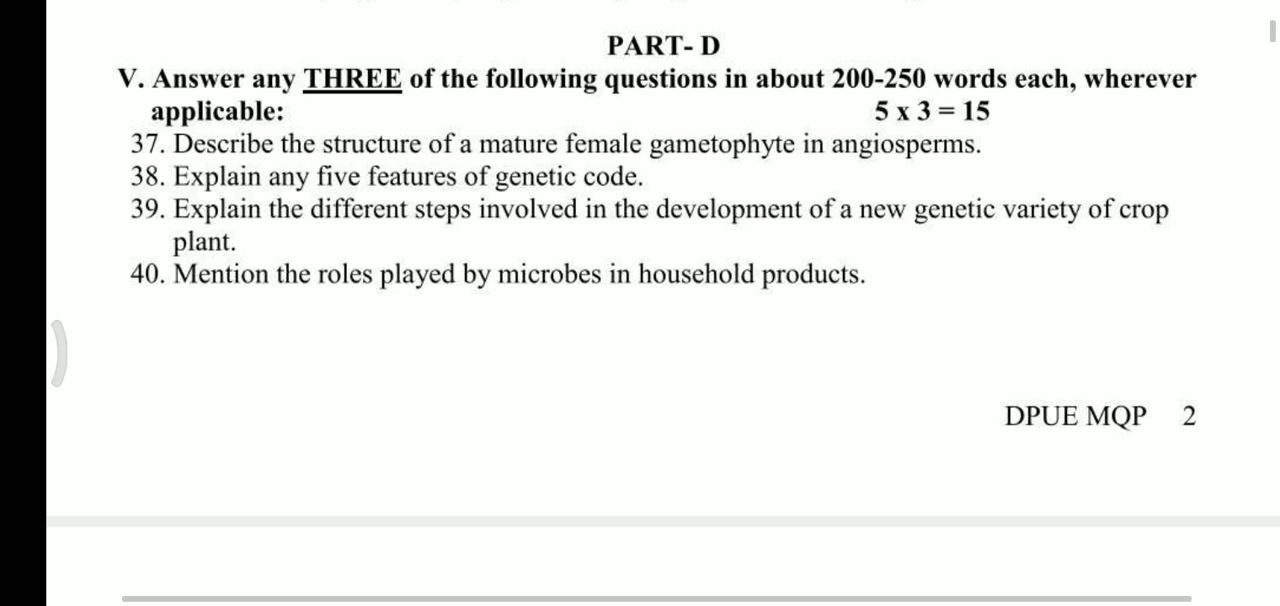 PART- D
V. Answer any THREE of the following questions in about 200-250 words each, wherever
applicable: 5 x 3 = 15
37. Describe the structure of a mature female gametophyte in angiosperms.
38. Explain any five features of genetic code.
39. Explain the different steps involved in the development of a new genetic variety of crop
plant.
40. Mention the roles played by microbes in household products.
DPUE MQP 2